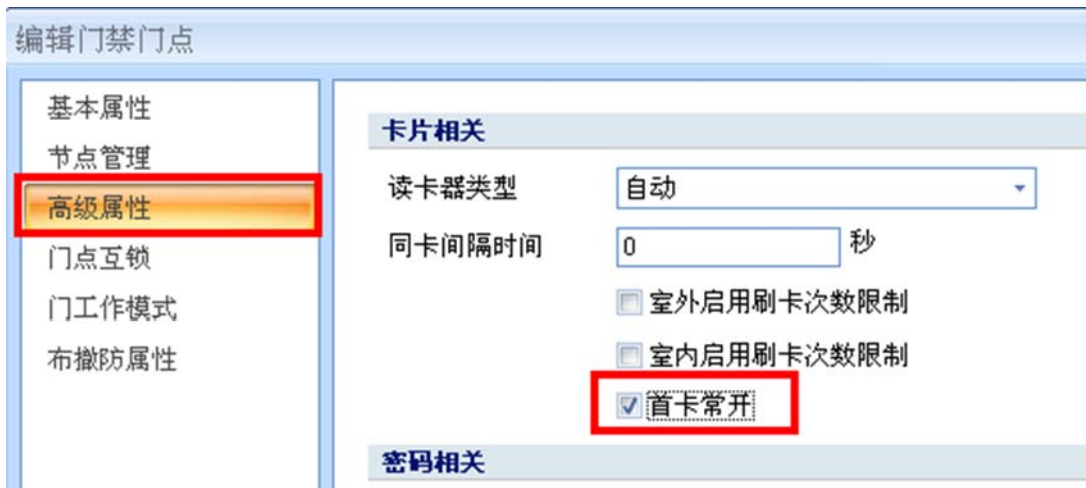 编辑门禁门点
基本属性
节点管理
高级属性
门点互锁
门工作模式
布撤防属性
卡片相关
读卡器类型 自动
同卡间隔时间 0 秒
室外启用刷卡次数限制
室内启用刷卡次数限制
首卡常开
密码相关